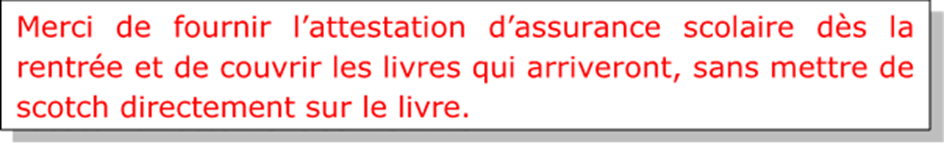 Merci de fournir l’attestation d’assurance scolaire dès la
rentrée et de couvrir les livres qui arriveront, sans mettre de
scotch directement sur le livre.